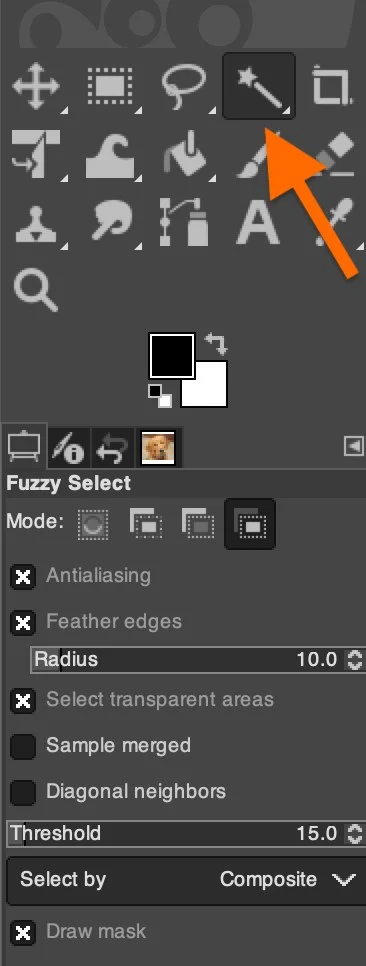 Fuzzy Select
Mode:
Antialiasing
Feather edges
Radius 10.0
Select transparent areas
Sample merged
Diagonal neighbors
Threshold 15.0
Select by Composite
Draw mask